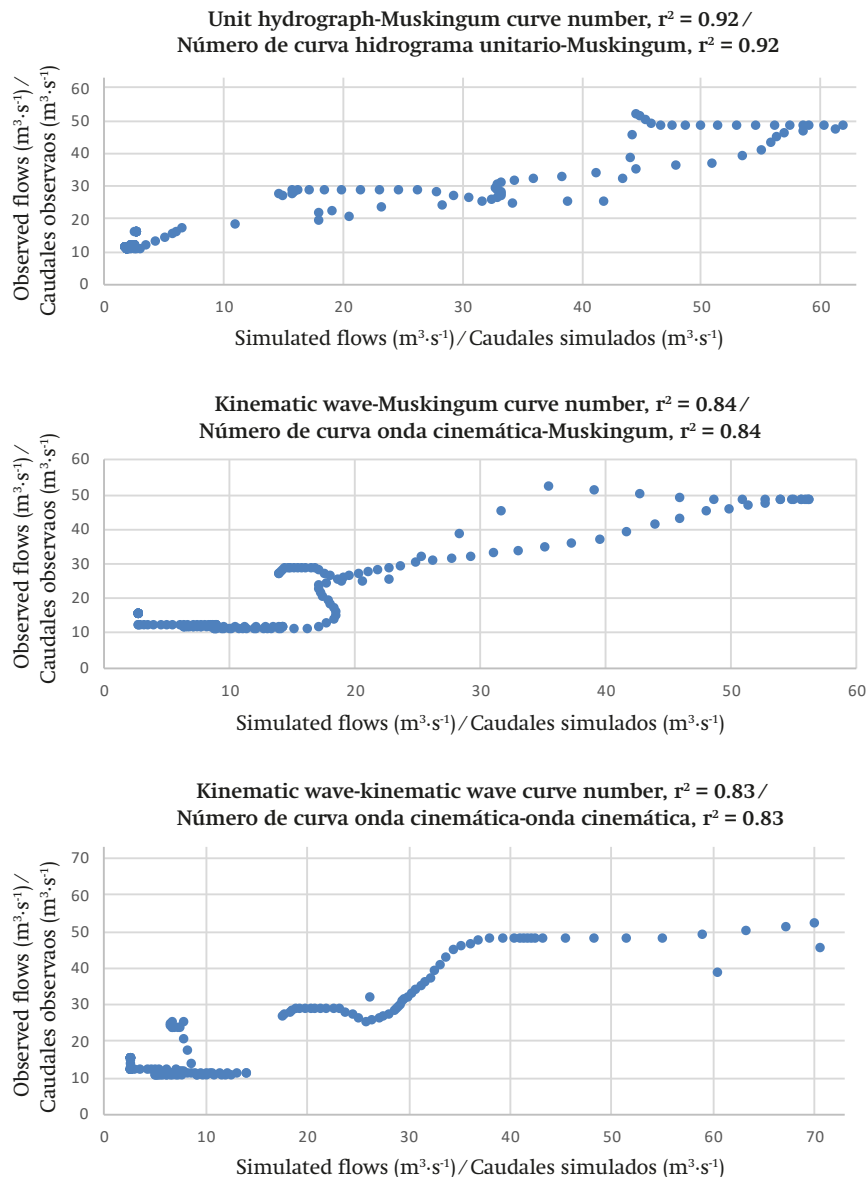 Unit hydrograph-Muskingum curve number, r² = 0.92 /
Número de curva hidrograma unitario-Muskingum, r² = 0.92
Observed flows (m³·s⁻¹) /
Caudales observaos (m³·s⁻¹)
60
50
40
30
20
10
0
0 10 20 30 40 50 60
Simulated flows (m³·s⁻¹) / Caudales simulados (m³·s⁻¹)
Kinematic wave-Muskingum curve number, r² = 0.84 /
Número de curva onda cinemática-Muskingum, r² = 0.84
Observed flows (m³·s⁻¹) /
Caudales observaos (m³·s⁻¹)
60
50
40
30
20
10
0
0 10 20 30 40 50 60
Simulated flows (m³·s⁻¹) / Caudales simulados (m³·s⁻¹)
Kinematic wave-kinematic wave curve number, r² = 0.83 /
Número de curva onda cinemática-onda cinemática, r² = 0.83
Observed flows (m³·s⁻¹) /
Caudales observaos (m³·s⁻¹)
70
60
50
40
30
20
10
0
0 10 20 30 40 50 60 70
Simulated flows (m³·s⁻¹) / Caudales simulados (m³·s⁻¹)